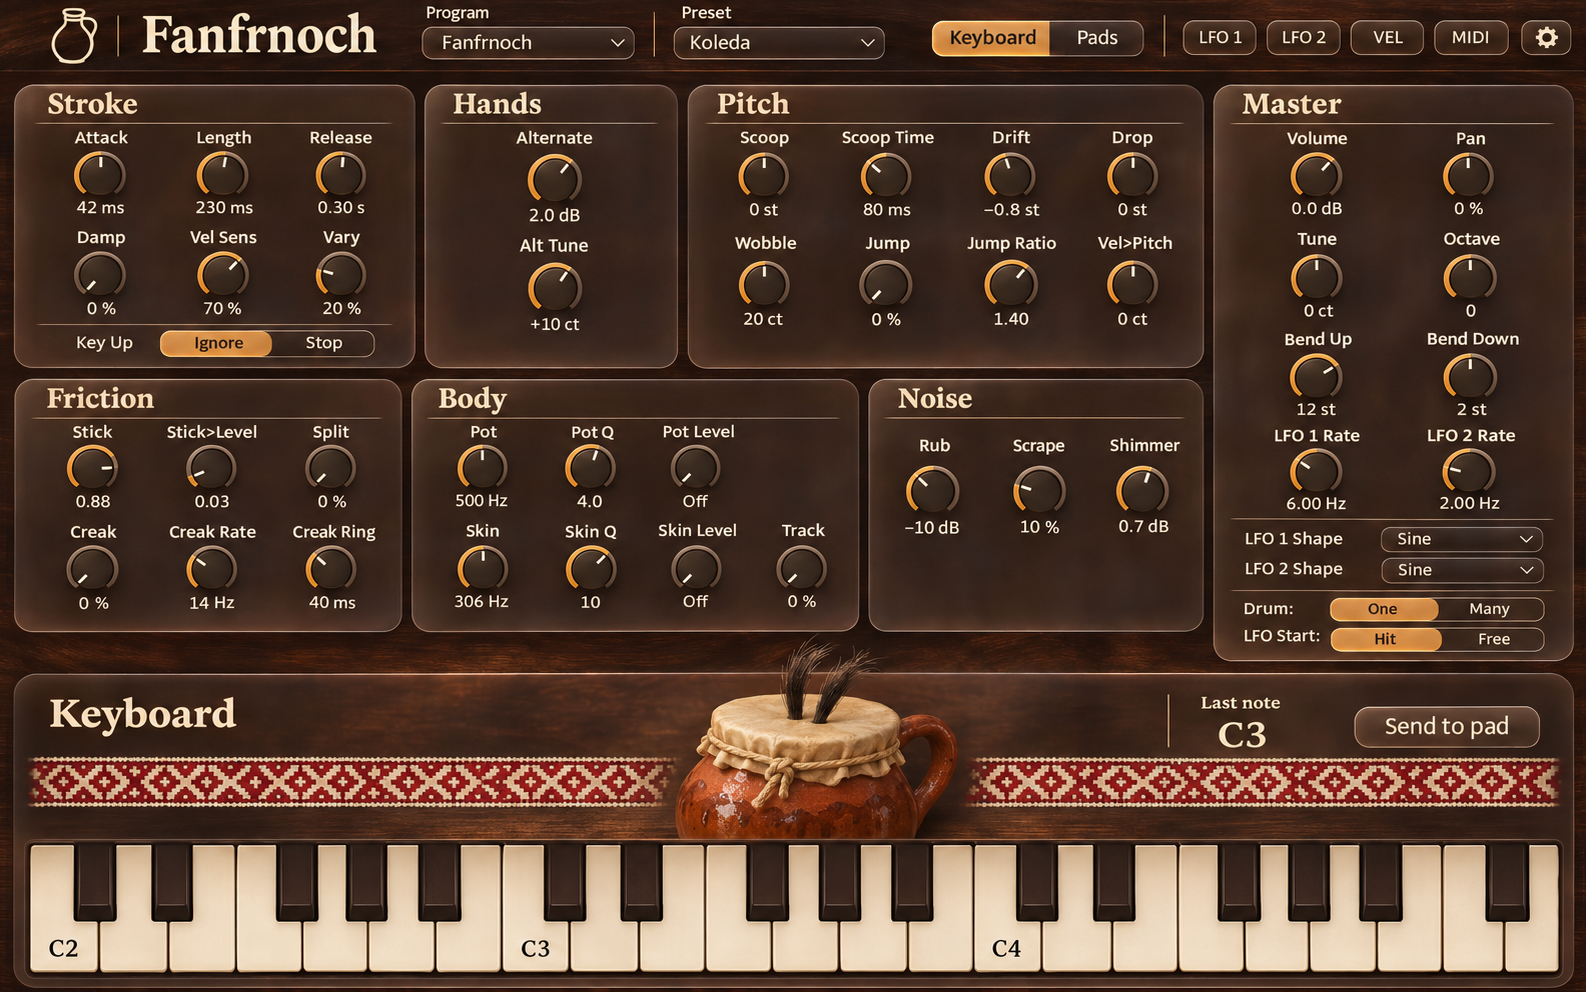 Fanfrnoch
Program
Fanfrnoch
Preset
Koleda
Keyboard Pads
LFO 1 LFO 2 VEL MIDI
Stroke
Attack Length Release
42 ms 230 ms 0.30 s
Damp Vel Sens Vary
0 % 70 % 20 %
Key Up Ignore Stop
Hands
Alternate
2.0 dB
Alt Tune
+10 ct
Pitch
Scoop Scoop Time Drift Drop
0 st 80 ms −0.8 st 0 st
Wobble Jump Jump Ratio Vel>Pitch
20 ct 0 % 1.40 0 ct
Master
Volume Pan
0.0 dB 0 %
Tune Octave
0 ct 0
Bend Up Bend Down
12 st 2 st
LFO 1 Rate LFO 2 Rate
6.00 Hz 2.00 Hz
LFO 1 Shape Sine
LFO 2 Shape Sine
Drum: One Many
LFO Start: Hit Free
Friction
Stick Stick>Level Split
0.88 0.03 0 %
Creak Creak Rate Creak Ring
0 % 14 Hz 40 ms
Body
Pot Pot Q Pot Level
500 Hz 4.0 Off
Skin Skin Q Skin Level Track
306 Hz 10 Off 0 %
Noise
Rub Scrape Shimmer
−10 dB 10 % 0.7 dB
Keyboard
Last note
C3
Send to pad
C2 C3 C4